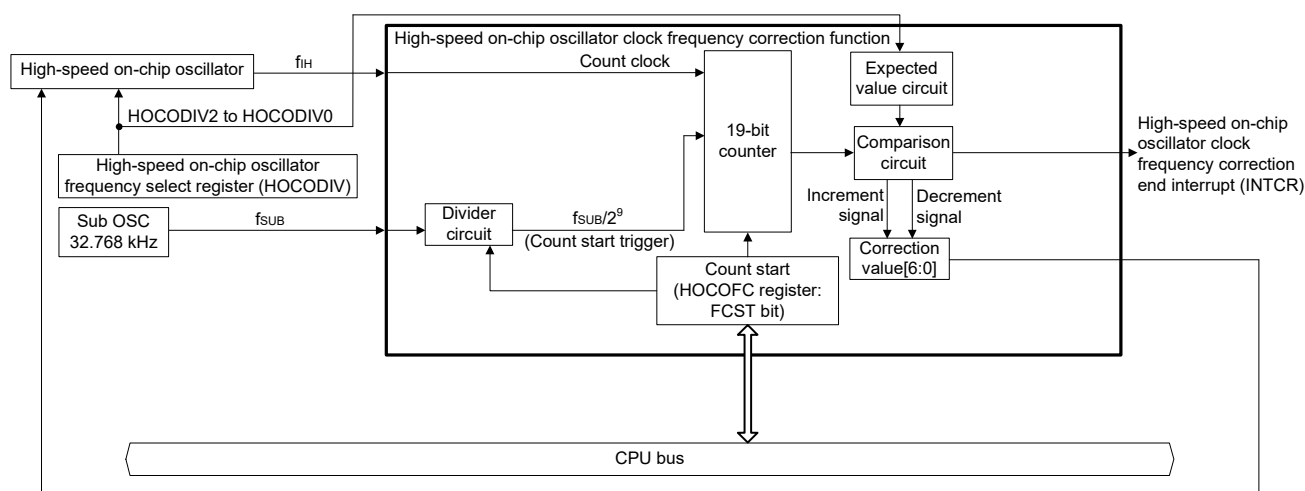 High-speed on-chip oscillator clock frequency correction function
High-speed on-chip oscillator
fIH
Count clock
Expected
value circuit
HOCODIV2 to HOCODIV0
19-bit
counter
Comparison
circuit
High-speed on-chip
oscillator clock
frequency correction
end interrupt (INTCR)
High-speed on-chip oscillator
frequency select register (HOCODIV)
Increment
signal
Decrement
signal
Sub OSC
32.768 kHz
fSUB
Divider
circuit
fSUB/2⁹
(Count start trigger)
Correction
value[6:0]
Count start
(HOCOFC register:
FCST bit)
CPU bus